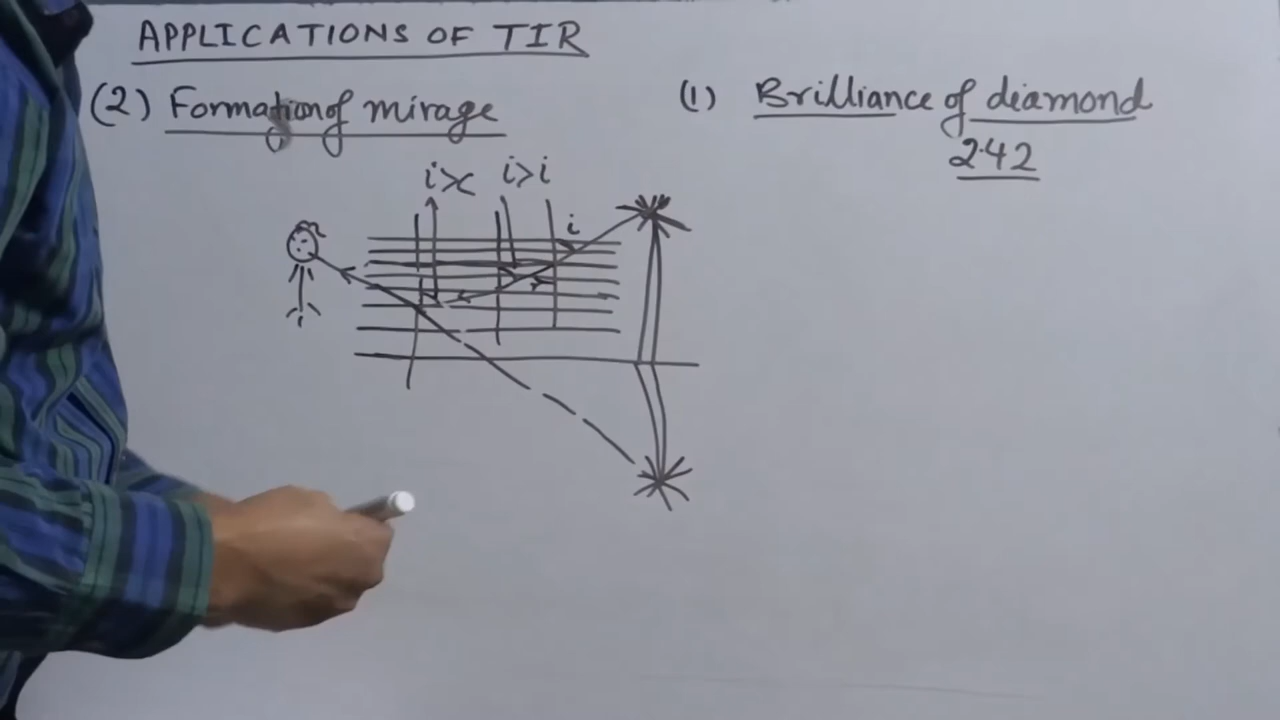 APPLICATIONS OF TIR
(2) Formation of mirage
(1) Brilliance of diamond
2.42
i>c
i>i
i